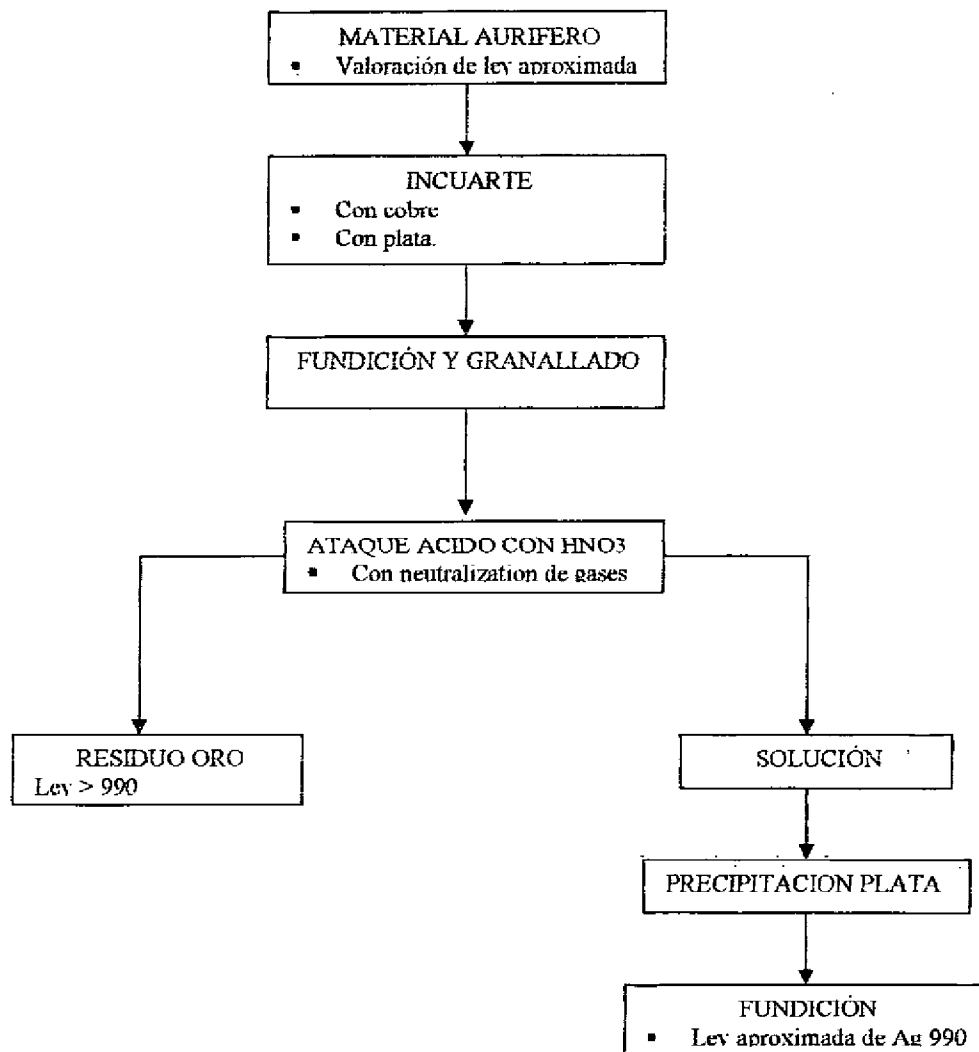 MATERIAL AURIFERO
▪ Valoración de ley aproximada
INCUARTE
▪ Con cobre
▪ Con plata.
FUNDICIÓN Y GRANALLADO
ATAQUE ACIDO CON HNO3
▪ Con neutralization de gases
RESIDUO ORO
Ley > 990
SOLUCIÓN
PRECIPITACION PLATA
FUNDICIÓN
▪ Ley aproximada de Ag 990